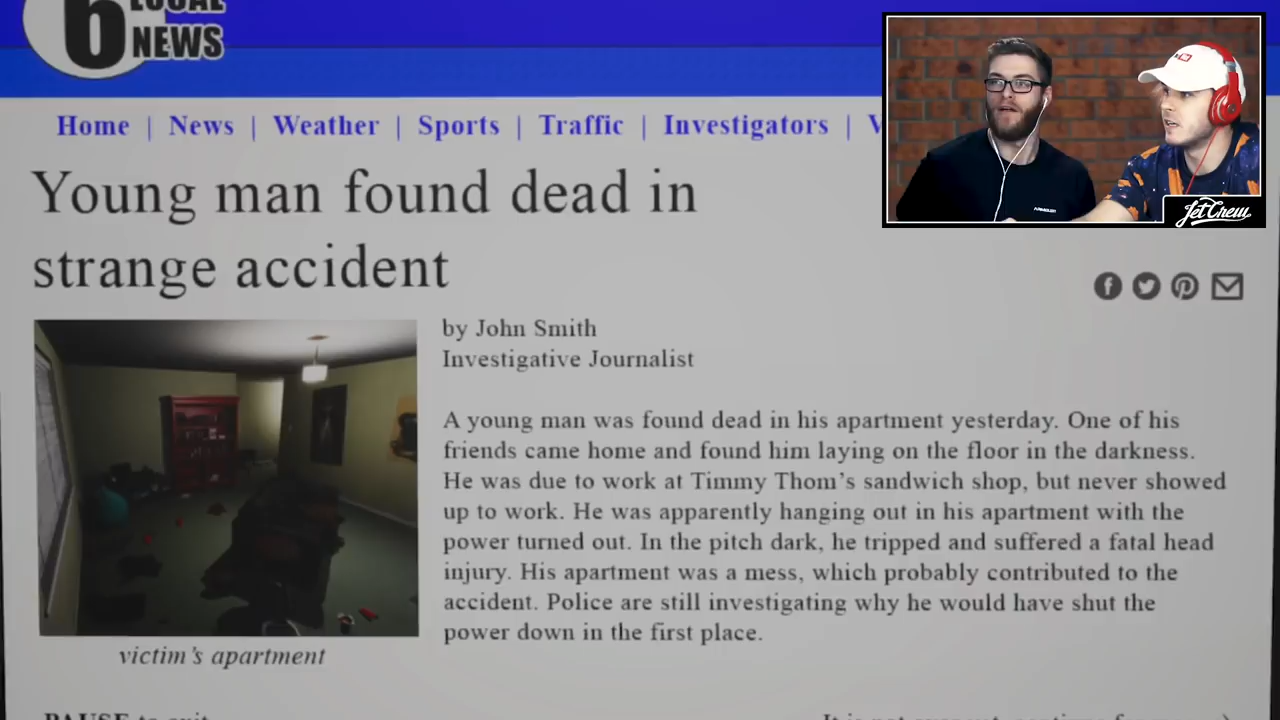 6 LOCAL
NEWS
Home | News | Weather | Sports | Traffic | Investigators | V
Young man found dead in
strange accident
by John Smith
Investigative Journalist
A young man was found dead in his apartment yesterday. One of his
friends came home and found him laying on the floor in the darkness.
He was due to work at Timmy Thom's sandwich shop, but never showed
up to work. He was apparently hanging out in his apartment with the
power turned out. In the pitch dark, he tripped and suffered a fatal head
injury. His apartment was a mess, which probably contributed to the
accident. Police are still investigating why he would have shut the
power down in the first place.
victim's apartment
PAUSE to exit
JetCrew